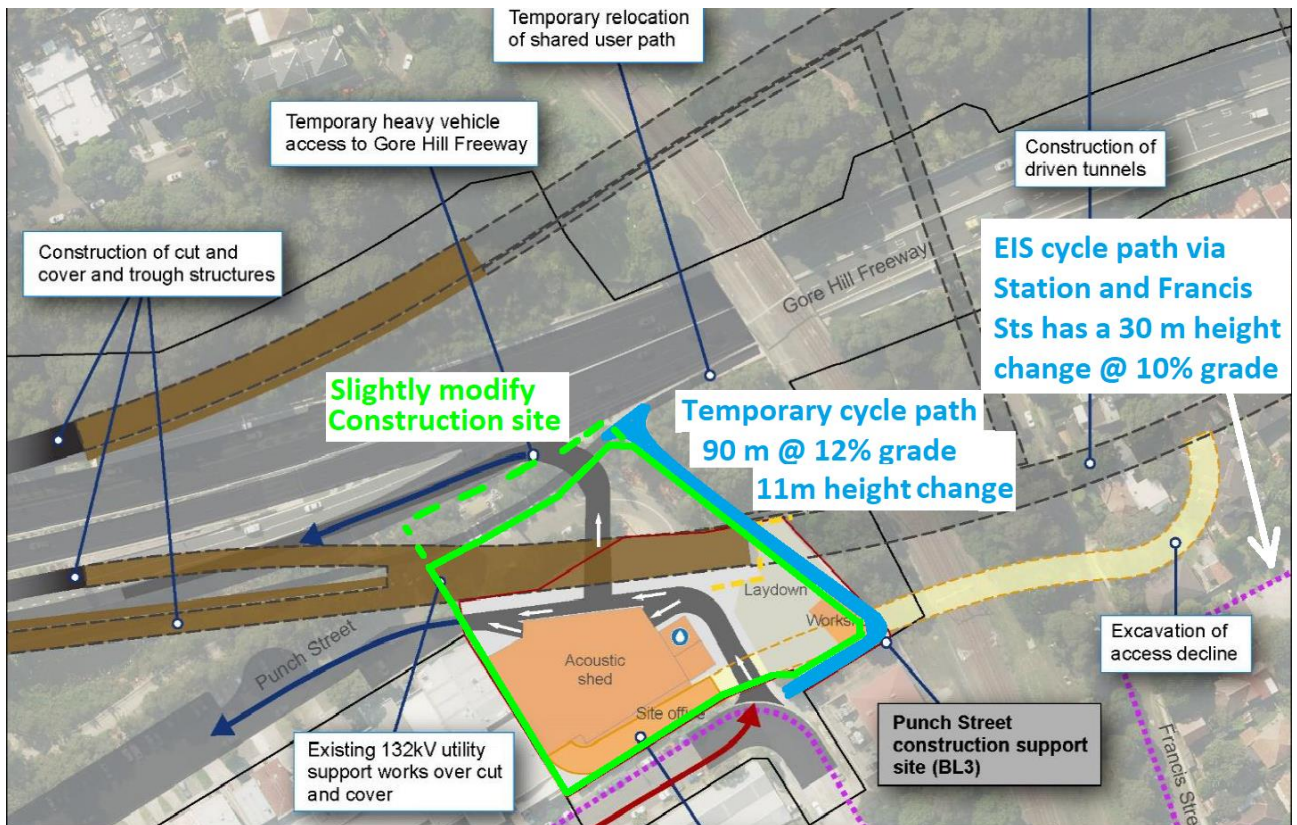 Temporary relocation
of shared user path
Temporary heavy vehicle
access to Gore Hill Freeway
Construction of
driven tunnels
Construction of cut and
cover and trough structures
Gore Hill Freeway
EIS cycle path via
Station and Francis
Sts has a 30 m height
change @ 10% grade
Slightly modify
Construction site
Temporary cycle path
90 m @ 12% grade
11m height change
Laydown
Punch Street
Acoustic
shed
Excavation of
access decline
Site office
Existing 132kV utility
support works over cut
and cover
Punch Street
construction support
site (BL3)